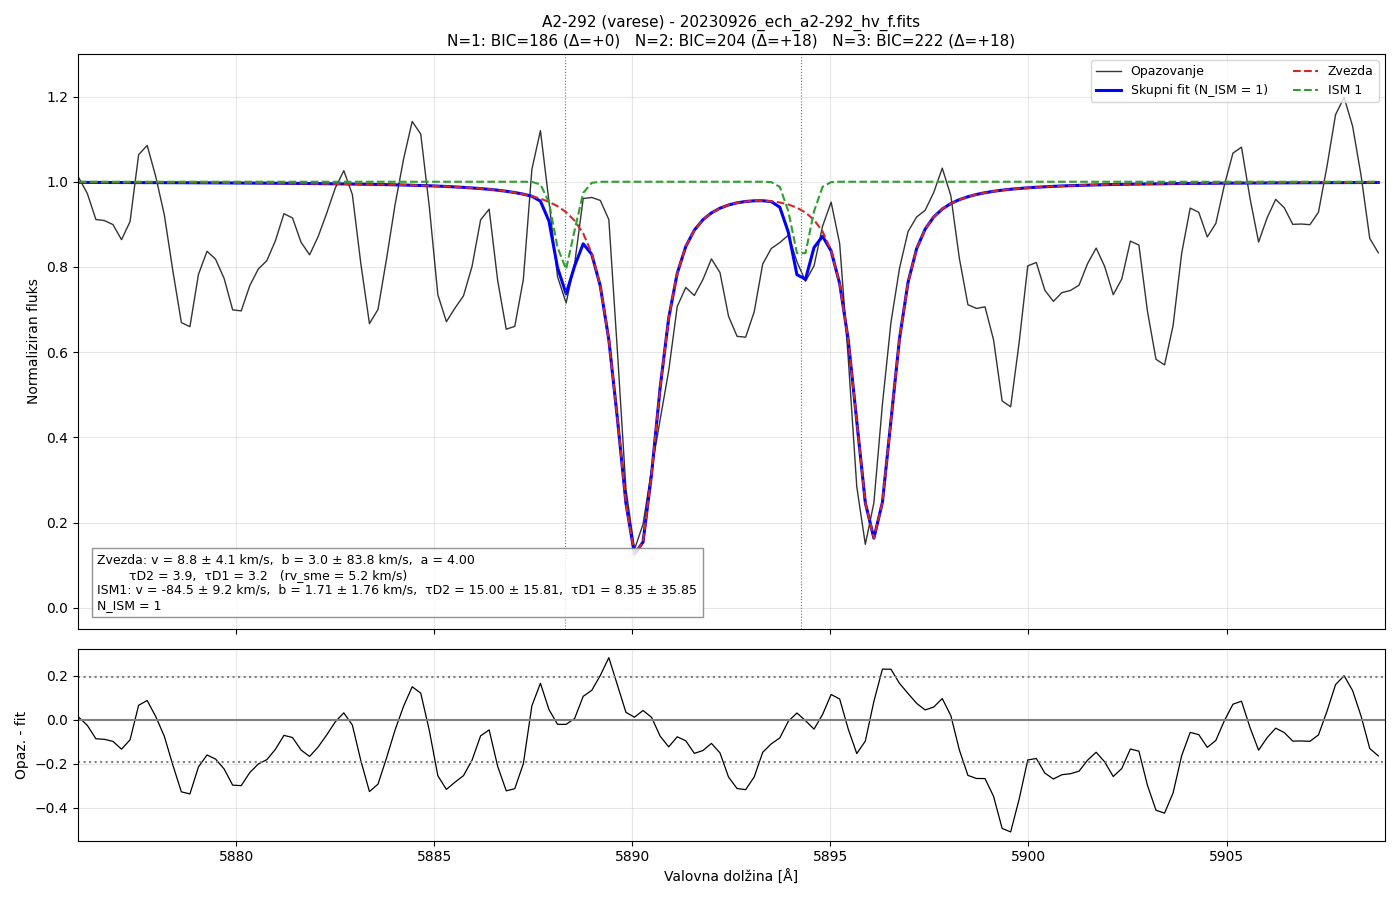 A2-292 (varese) - 20230926_ech_a2-292_hv_f.fits
N=1: BIC=186 (Δ=+0)   N=2: BIC=204 (Δ=+18)   N=3: BIC=222 (Δ=+18)
Opazovanje
Skupni fit (N_ISM = 1)
Zvezda
ISM 1
Normaliziran fluks
1.2
1.0
0.8
0.6
0.4
0.2
0.0
Zvezda: v = 8.8 ± 4.1 km/s,  b = 3.0 ± 83.8 km/s,  a = 4.00
τD2 = 3.9,  τD1 = 3.2   (rv_sme = 5.2 km/s)
ISM1: v = -84.5 ± 9.2 km/s,  b = 1.71 ± 1.76 km/s,  τD2 = 15.00 ± 15.81,  τD1 = 8.35 ± 35.85
N_ISM = 1
Opaz. - fit
0.2
0.0
−0.2
−0.4
5880
5885
5890
5895
5900
5905
Valovna dolžina [Å]